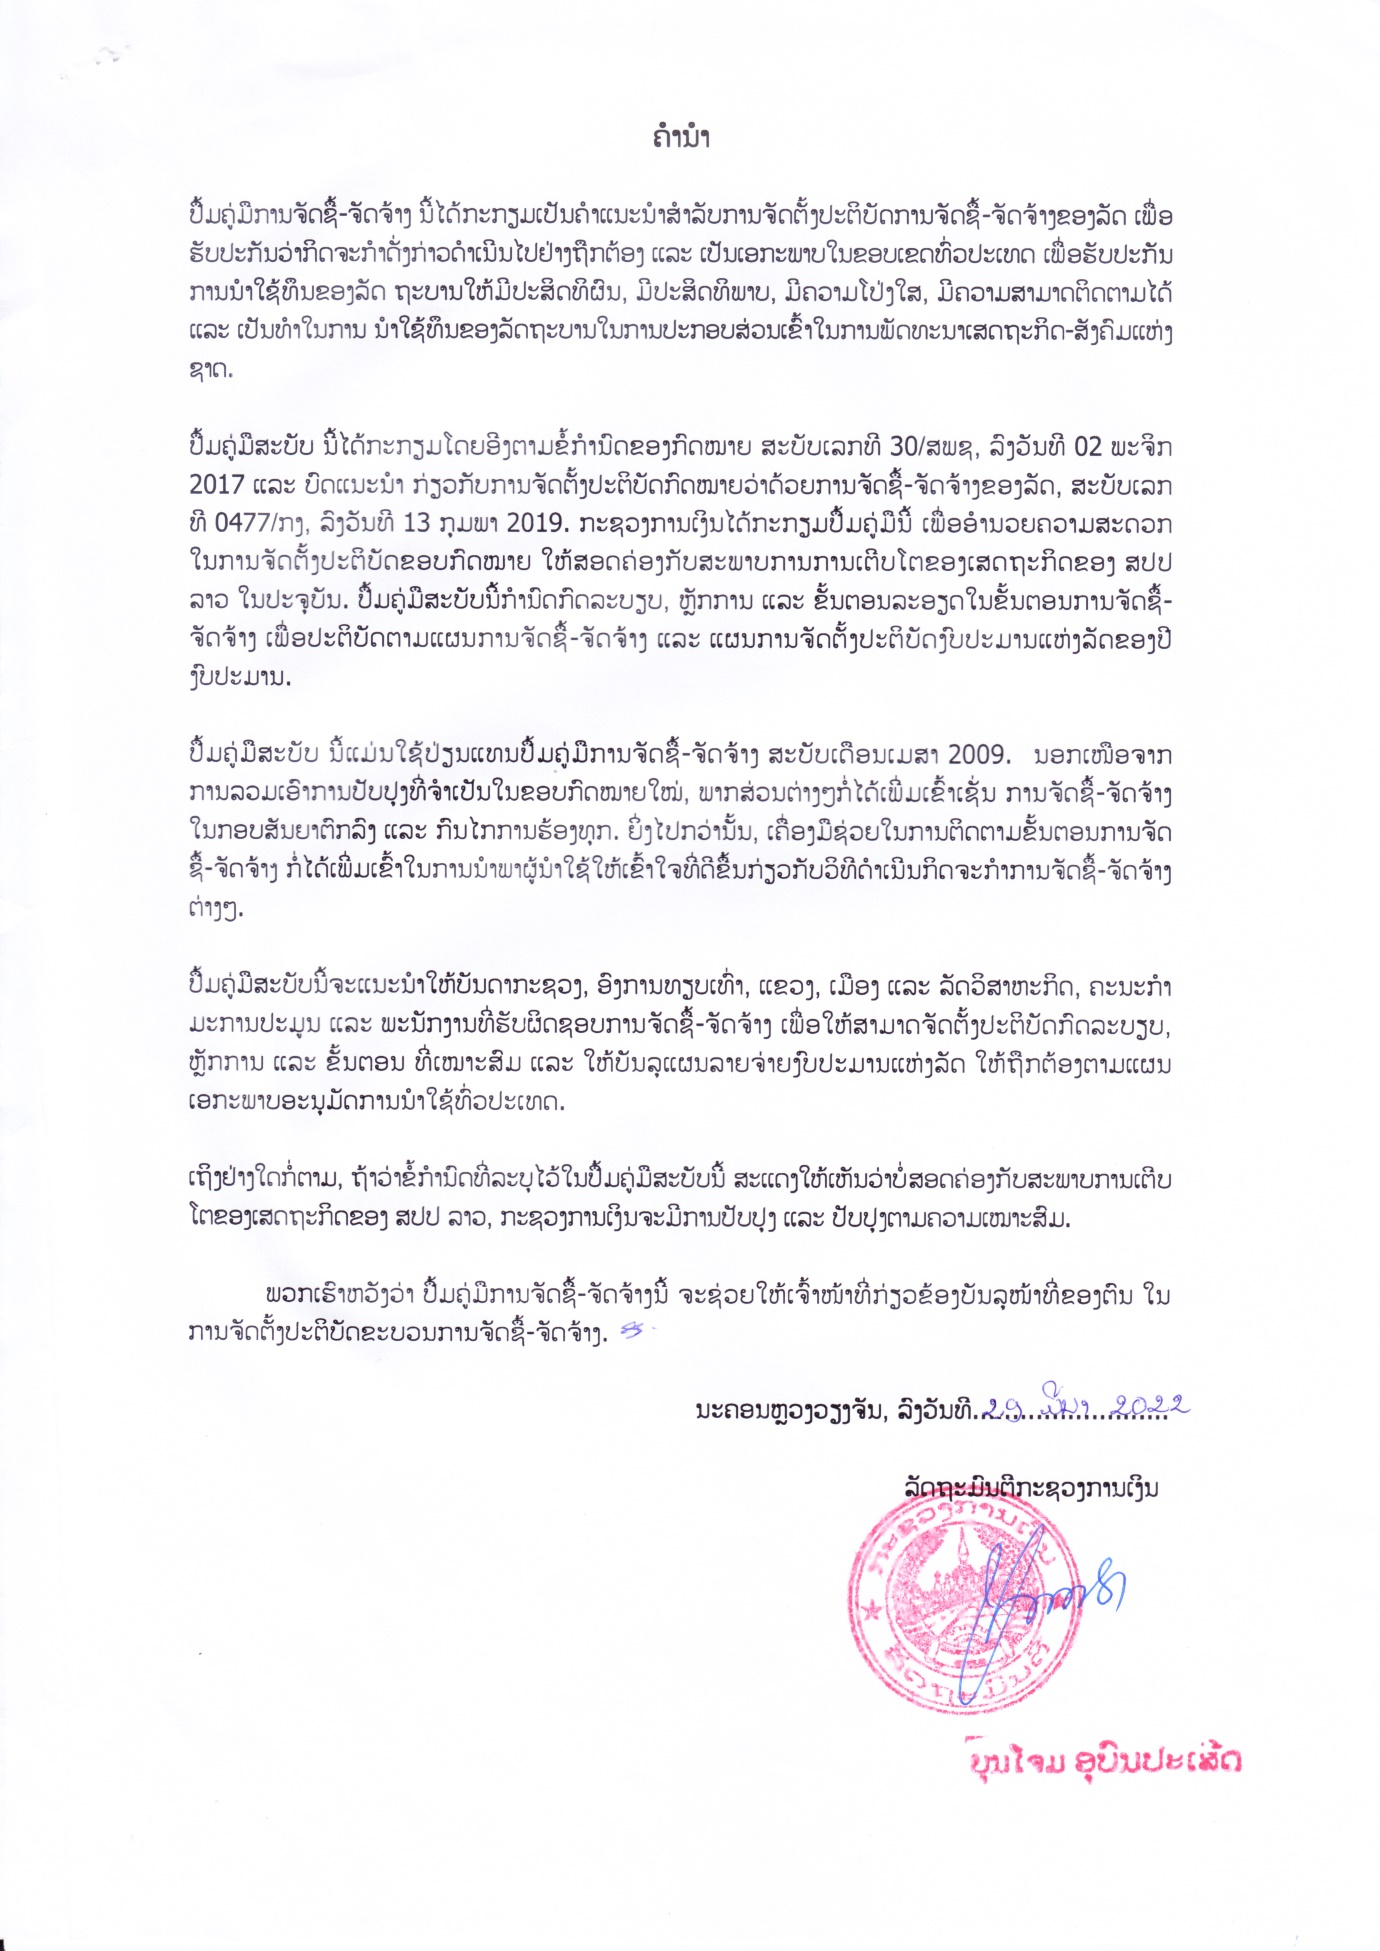 ຄຳນຳ
ປຶ້ມຄູ່ມືການຈັດຊື້-ຈັດຈ້າງ ນີ້ໄດ້ກະກຽມເປັນຄຳແນະນຳສຳລັບການຈັດຕັ້ງປະຕິບັດການຈັດຊື້-ຈັດຈ້າງຂອງລັດ ເພື່ອ
ຮັບປະກັນວ່າກິດຈະກຳດັ່ງກ່າວດຳເນີນໄປຢ່າງຖືກຕ້ອງ ແລະ ເປັນເອກະພາບໃນຂອບເຂດທົ່ວປະເທດ ເພື່ອຮັບປະກັນ
ການນຳໃຊ້ທຶນຂອງລັດ ຖະບານໃຫ້ມີປະສິດທິຜົນ, ມີປະສິດທິພາບ, ມີຄວາມໂປ່ງໃສ, ມີຄວາມສາມາດຕິດຕາມໄດ້
ແລະ ເປັນທຳໃນການ ນຳໃຊ້ທຶນຂອງລັດຖະບານໃນການປະກອບສ່ວນເຂົ້າໃນການພັດທະນາເສດຖະກິດ-ສັງຄົມແຫ່ງ
ຊາດ.
ປຶ້ມຄູ່ມືສະບັບ ນີ້ໄດ້ກະກຽມໂດຍອີງຕາມຂໍ້ກຳນົດຂອງກົດໝາຍ ສະບັບເລກທີ 30/ສພຊ, ລົງວັນທີ 02 ພະຈິກ
2017 ແລະ ບົດແນະນຳ ກ່ຽວກັບການຈັດຕັ້ງປະຕິບັດກົດໝາຍວ່າດ້ວຍການຈັດຊື້-ຈັດຈ້າງຂອງລັດ, ສະບັບເລກ
ທີ 0477/ກງ, ລົງວັນທີ 13 ກຸມພາ 2019. ກະຊວງການເງິນໄດ້ກະກຽມປຶ້ມຄູ່ມືນີ້ ເພື່ອອຳນວຍຄວາມສະດວກ
ໃນການຈັດຕັ້ງປະຕິບັດຂອບກົດໝາຍ ໃຫ້ສອດຄ່ອງກັບສະພາບການການເຕີບໂຕຂອງເສດຖະກິດຂອງ ສປປ
ລາວ ໃນປະຈຸບັນ. ປຶ້ມຄູ່ມືສະບັບນີ້ກຳນົດກົດລະບຽບ, ຫຼັກການ ແລະ ຂັ້ນຕອນລະອຽດໃນຂັ້ນຕອນການຈັດຊື້-
ຈັດຈ້າງ ເພື່ອປະຕິບັດຕາມແຜນການຈັດຊື້-ຈັດຈ້າງ ແລະ ແຜນການຈັດຕັ້ງປະຕິບັດງົບປະມານແຫ່ງລັດຂອງປີ
ງົບປະມານ.
ປຶ້ມຄູ່ມືສະບັບ ນີ້ແມ່ນໃຊ້ປ່ຽນແທນປຶ້ມຄູ່ມືການຈັດຊື້-ຈັດຈ້າງ ສະບັບເດືອນເມສາ 2009. ນອກເໜືອຈາກ
ການລວມເອົາການປັບປຸງທີ່ຈຳເປັນໃນຂອບກົດໝາຍໃໝ່, ພາກສ່ວນຕ່າງໆກໍ່ໄດ້ເພີ່ມເຂົ້າເຊັ່ນ ການຈັດຊື້-ຈັດຈ້າງ
ໃນກອບສັນຍາຕົກລົງ ແລະ ກົນໄກການຮ້ອງທຸກ. ຍິ່ງໄປກວ່ານັ້ນ, ເຄື່ອງມືຊ່ວຍໃນການຕິດຕາມຂັ້ນຕອນການຈັດ
ຊື້-ຈັດຈ້າງ ກໍ່ໄດ້ເພີ່ມເຂົ້າໃນການນຳພາຜູ້ນຳໃຊ້ໃຫ້ເຂົ້າໃຈທີ່ດີຂຶ້ນກ່ຽວກັບວິທີດຳເນີນກິດຈະກຳການຈັດຊື້-ຈັດຈ້າງ
ຕ່າງໆ.
ປຶ້ມຄູ່ມືສະບັບນີ້ຈະແນະນຳໃຫ້ບັນດາກະຊວງ, ອົງການທຽບເທົ່າ, ແຂວງ, ເມືອງ ແລະ ລັດວິສາຫະກິດ, ຄະນະກຳ
ມະການປະມູນ ແລະ ພະນັກງານທີ່ຮັບຜິດຊອບການຈັດຊື້-ຈັດຈ້າງ ເພື່ອໃຫ້ສາມາດຈັດຕັ້ງປະຕິບັດກົດລະບຽບ,
ຫຼັກການ ແລະ ຂັ້ນຕອນ ທີ່ເໝາະສົມ ແລະ ໃຫ້ບັນລຸແຜນລາຍຈ່າຍງົບປະມານແຫ່ງລັດ ໃຫ້ຖືກຕ້ອງຕາມແຜນ
ເອກະພາບອະນຸມັດການນຳໃຊ້ທົ່ວປະເທດ.
ເຖິງຢ່າງໃດກໍ່ຕາມ, ຖ້າວ່າຂໍ້ກຳນົດທີ່ລະບຸໄວ້ໃນປຶ້ມຄູ່ມືສະບັບນີ້ ສະແດງໃຫ້ເຫັນວ່າບໍ່ສອດຄ່ອງກັບສະພາບການເຕີບ
ໂຕຂອງເສດຖະກິດຂອງ ສປປ ລາວ, ກະຊວງການເງິນຈະມີການປັບປຸງ ແລະ ປັບປຸງຕາມຄວາມເໝາະສົມ.
ພວກເຮົາຫວັງວ່າ ປຶ້ມຄູ່ມືການຈັດຊື້-ຈັດຈ້າງນີ້ ຈະຊ່ວຍໃຫ້ເຈົ້າໜ້າທີ່ກ່ຽວຂ້ອງບັນລຸໜ້າທີ່ຂອງຕົນ ໃນ
ການຈັດຕັ້ງປະຕິບັດຂະບວນການຈັດຊື້-ຈັດຈ້າງ.
ນະຄອນຫຼວງວຽງຈັນ, ລົງວັນທີ 29 ມີນາ 2022
ລັດຖະມົນຕີກະຊວງການເງິນ
ກະຊວງການເງິນ
ລັດຖະມົນຕີ
ບຸນໂຈມ ອຸບົນປະເສີດ